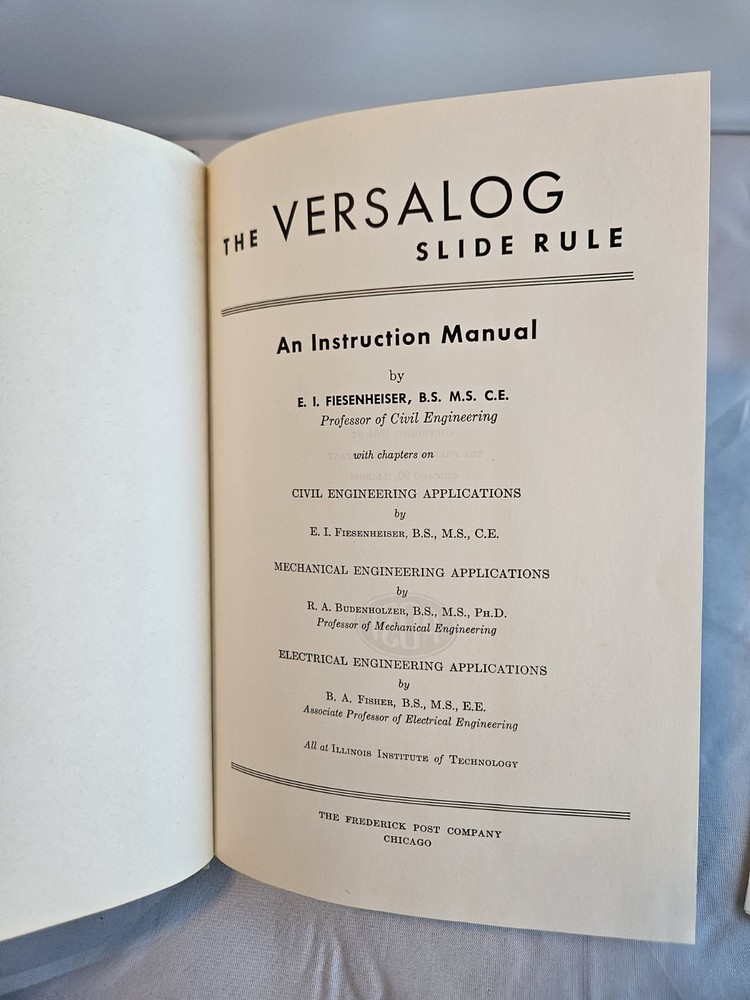 THE VERSALOG
SLIDE RULE
An Instruction Manual
by
E. I. FIESENHEISER, B.S. M.S. C.E.
Professor of Civil Engineering
with chapters on
CIVIL ENGINEERING APPLICATIONS
by
E. I. FIESENHEISER, B.S., M.S., C.E.
MECHANICAL ENGINEERING APPLICATIONS
by
R. A. BUDENHOLZER, B.S., M.S., PH.D.
Professor of Mechanical Engineering
ELECTRICAL ENGINEERING APPLICATIONS
by
B. A. FISHER, B.S., M.S., E.E.
Associate Professor of Electrical Engineering
All at ILLINOIS INSTITUTE of TECHNOLOGY
THE FREDERICK POST COMPANY
CHICAGO